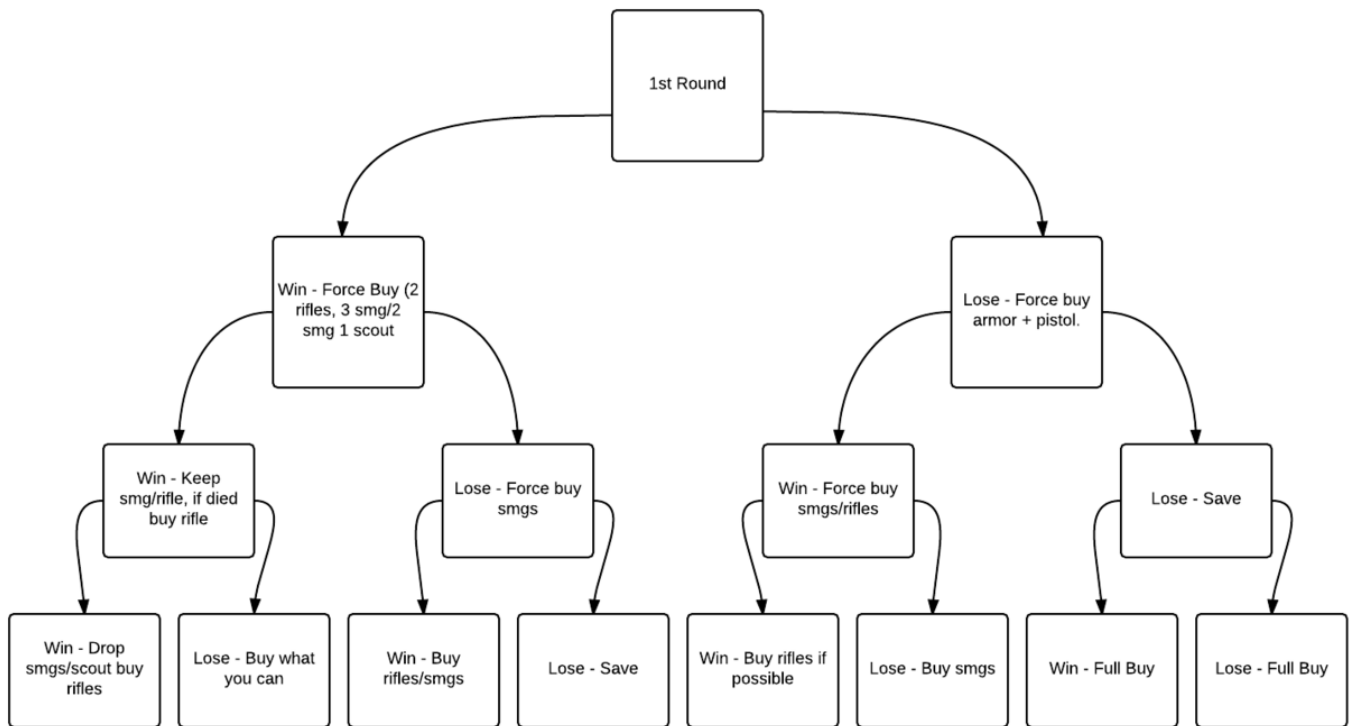 1st Round
Win - Force Buy (2
rifles, 3 smg/2
smg 1 scout
Lose - Force buy
armor + pistol.
Win - Keep
smg/rifle, if died
buy rifle
Lose - Force buy
smgs
Win - Force buy
smgs/rifles
Lose - Save
Win - Drop
smgs/scout buy
rifles
Lose - Buy what
you can
Win - Buy
rifles/smgs
Lose - Save
Win - Buy rifles if
possible
Lose - Buy smgs
Win - Full Buy
Lose - Full Buy